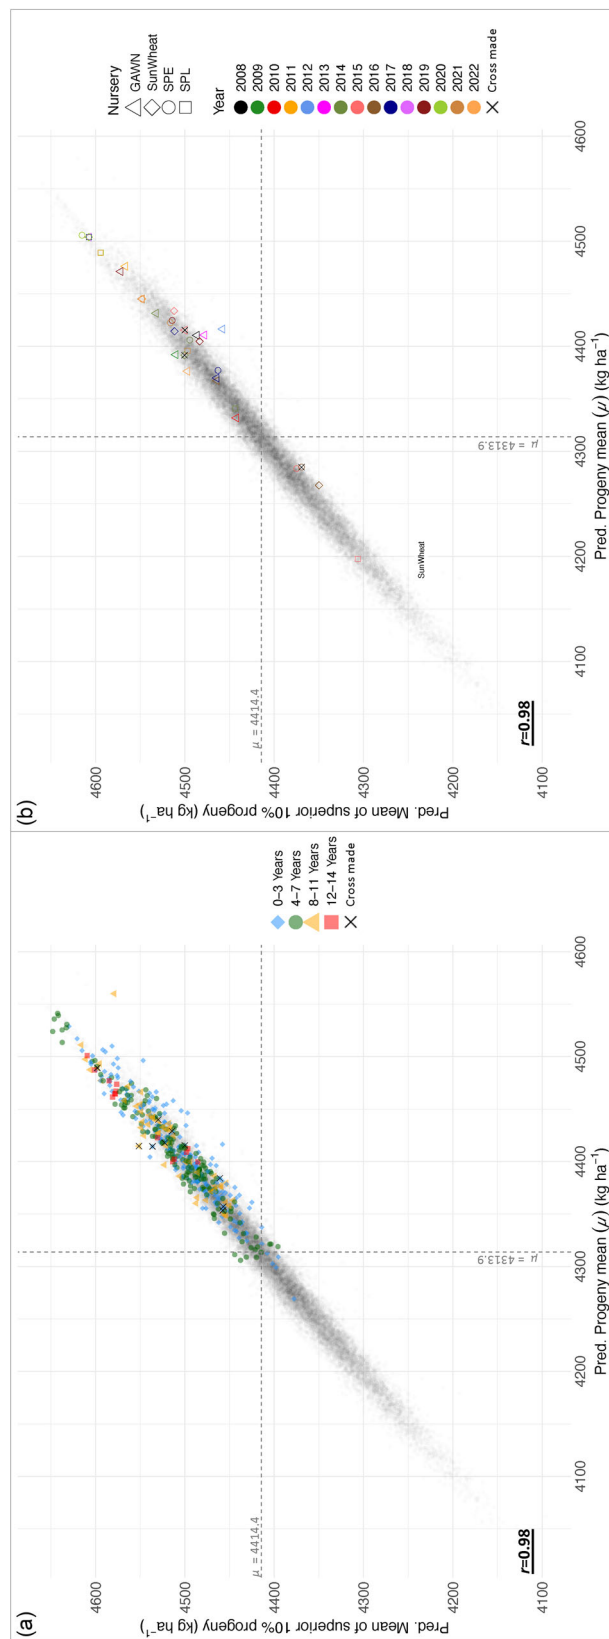 (a)
Pred. Mean of superior 10% progeny (kg ha⁻¹)
4600
4500
4400
4300
4200
4100
μ = 4414.4
μ = 4313.9
r=0.98
4100
4200
4300
4400
4500
4600
Pred. Progeny mean (μ) (kg ha⁻¹)
0–3 Years
4–7 Years
8–11 Years
12–14 Years
Cross made
(b)
Pred. Mean of superior 10% progeny (kg ha⁻¹)
4600
4500
4400
4300
4200
4100
μ = 4414.4
μ = 4313.9
SunWheat
r=0.98
4100
4200
4300
4400
4500
4600
Pred. Progeny mean (μ) (kg ha⁻¹)
Nursery
GAWN
SunWheat
SPE
SPL
Year
2008
2009
2010
2011
2012
2013
2014
2015
2016
2017
2018
2019
2020
2021
2022
Cross made